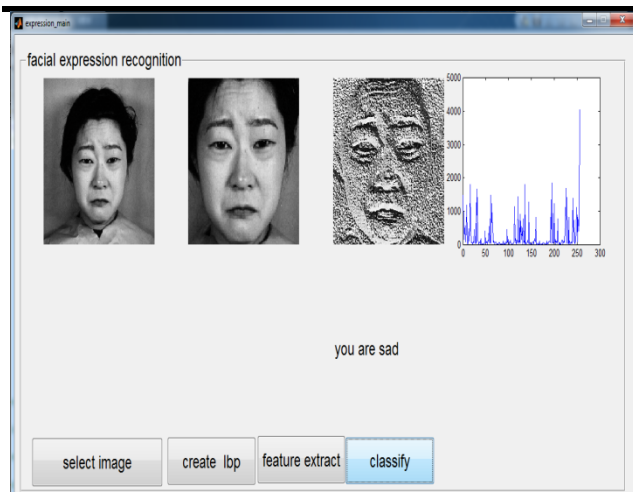 expression_main
facial expression recognition
5000
4000
3000
2000
1000
0
0 50 100 150 200 250 300
you are sad
select image
create lbp
feature extract
classify